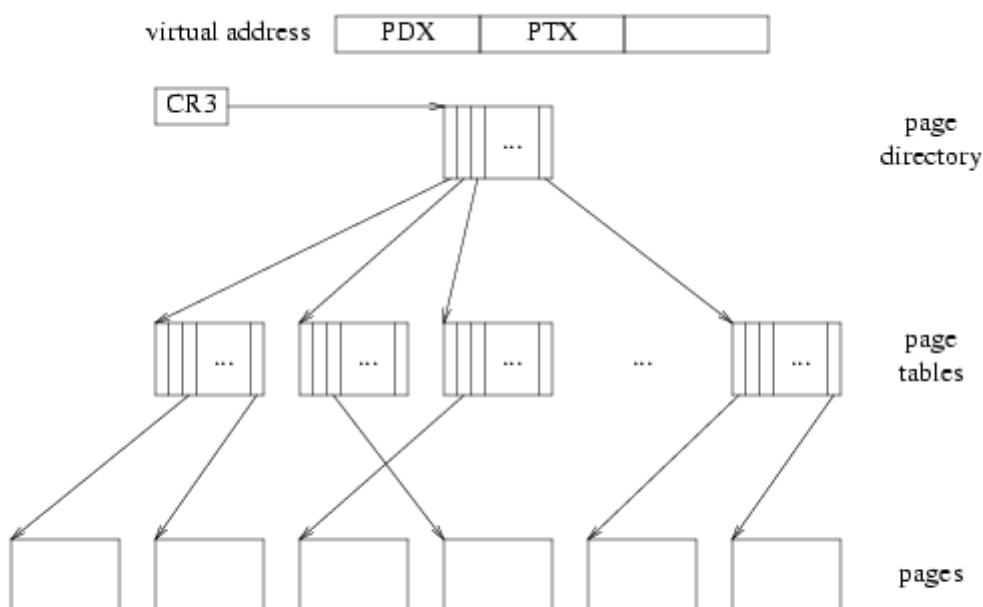 virtual address PDX PTX
CR3
page
directory
...
page
tables
... ... ... ... ...
pages